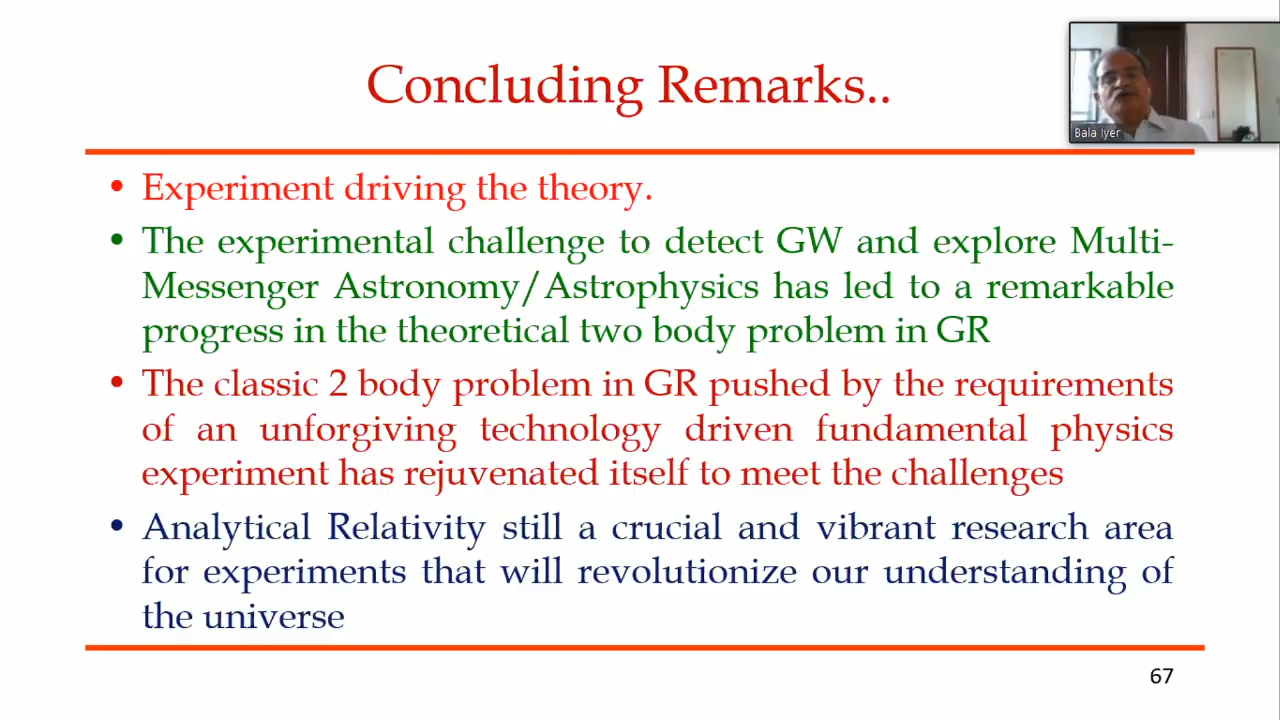 Concluding Remarks..
Bala Iyer
• Experiment driving the theory.
• The experimental challenge to detect GW and explore Multi-
Messenger Astronomy/Astrophysics has led to a remarkable
progress in the theoretical two body problem in GR
• The classic 2 body problem in GR pushed by the requirements
of an unforgiving technology driven fundamental physics
experiment has rejuvenated itself to meet the challenges
• Analytical Relativity still a crucial and vibrant research area
for experiments that will revolutionize our understanding of
the universe
67